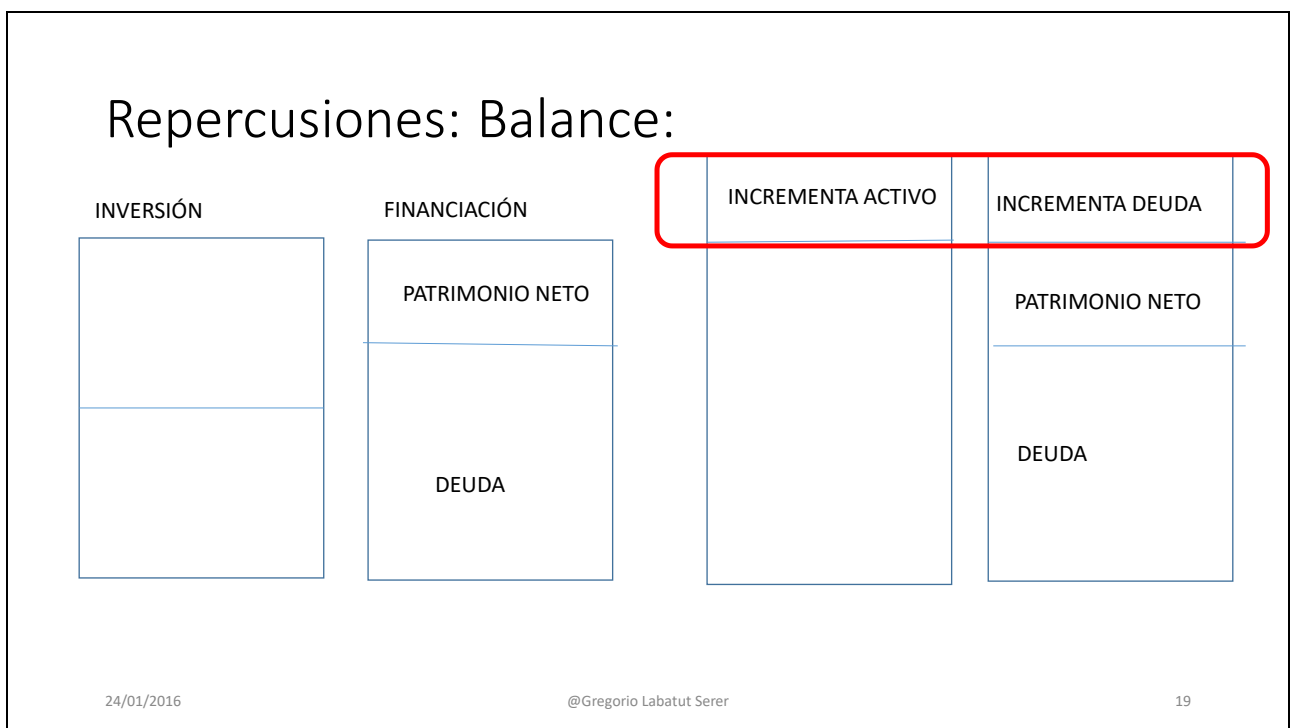 Repercusiones: Balance:
INVERSIÓN
FINANCIACIÓN
PATRIMONIO NETO
DEUDA
INCREMENTA ACTIVO
INCREMENTA DEUDA
PATRIMONIO NETO
DEUDA
24/01/2016
@Gregorio Labatut Serer
19